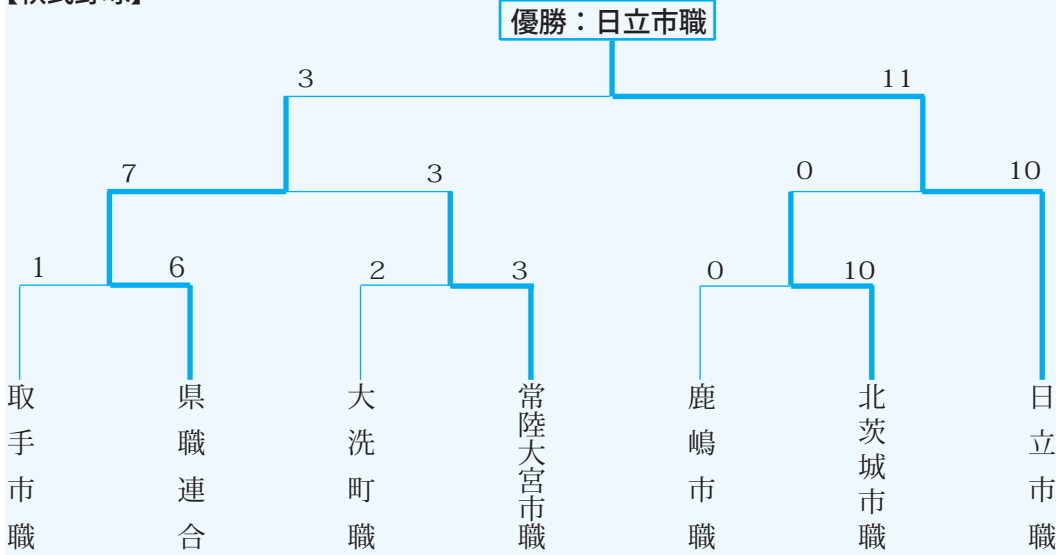 優勝：日立市職
3 11
7 3 0 10
1 6 2 3 0 10
取手市職
県職連合
大洗町職
常陸大宮市職
鹿嶋市職
北茨城市職
日立市職